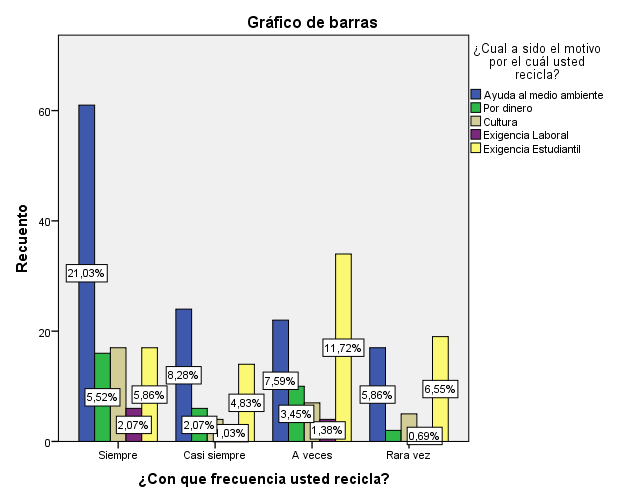 Gráfico de barras
¿Cual a sido el motivo
por el cuál usted
recicla?
Ayuda al medio ambiente
Por dinero
Cultura
Exigencia Laboral
Exigencia Estudiantil
Recuento
60
40
20
0
21,03%
5,52%
2,07%
5,86%
8,28%
2,07%
1,03%
4,83%
7,59%
3,45%
1,38%
11,72%
5,86%
0,69%
6,55%
Siempre
Casi siempre
A veces
Rara vez
¿Con que frecuencia usted recicla?